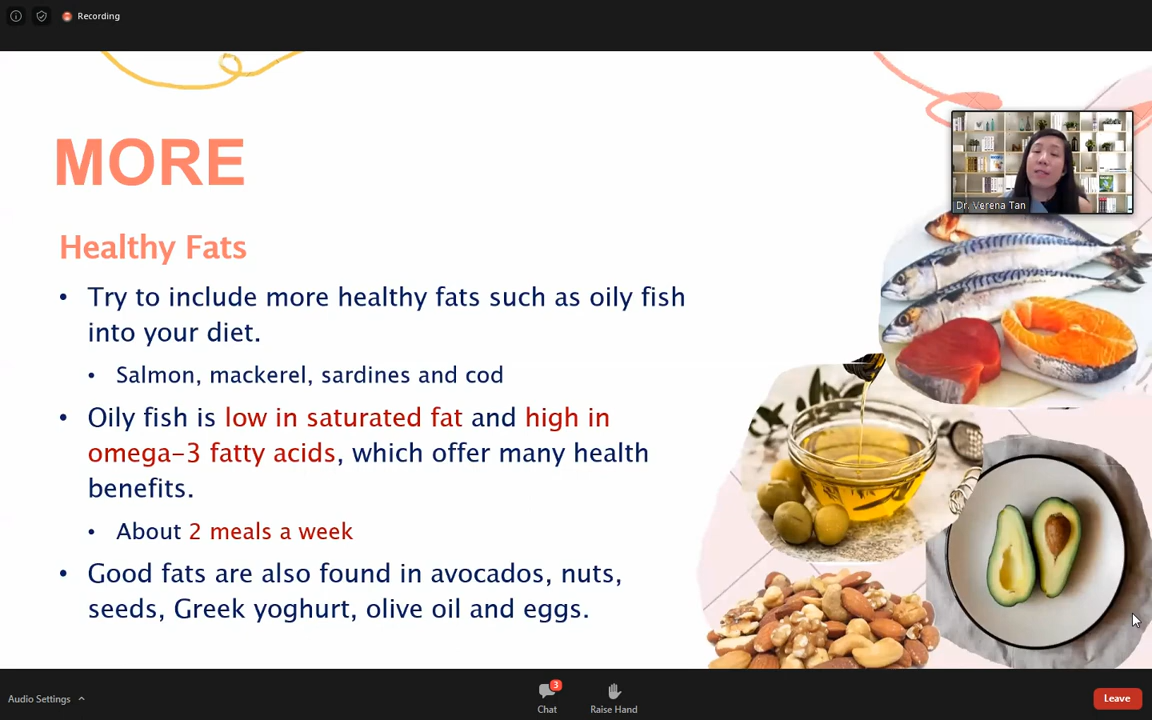 Recording
MORE
Dr. Verena Tan
Healthy Fats
• Try to include more healthy fats such as oily fish
into your diet.
• Salmon, mackerel, sardines and cod
• Oily fish is low in saturated fat and high in
omega-3 fatty acids, which offer many health
benefits.
• About 2 meals a week
• Good fats are also found in avocados, nuts,
seeds, Greek yoghurt, olive oil and eggs.
Audio Settings
3
Chat
Raise Hand
Leave